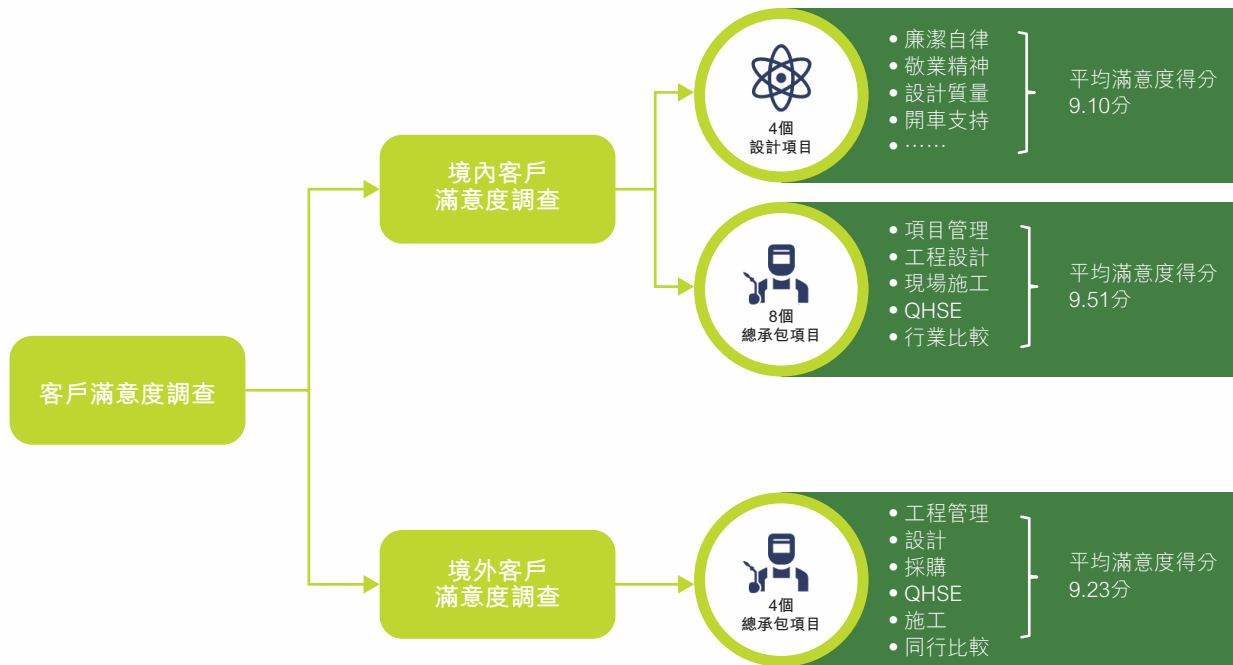 客戶滿意度調查
境內客戶
滿意度調查
4個
設計項目
• 廉潔自律
• 敬業精神
• 設計質量
• 開車支持
• ……
平均滿意度得分
9.10分
8個
總承包項目
• 項目管理
• 工程設計
• 現場施工
• QHSE
• 行業比較
平均滿意度得分
9.51分
境外客戶
滿意度調查
4個
總承包項目
• 工程管理
• 設計
• 採購
• QHSE
• 施工
• 同行比較
平均滿意度得分
9.23分